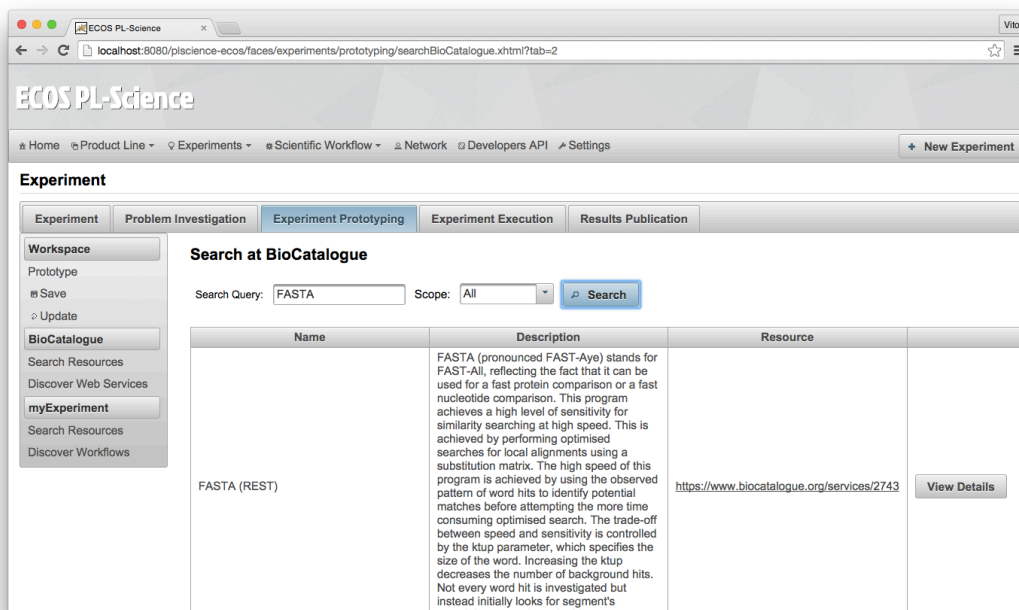 ECOS PL-Science
Vito
localhost:8080/plscience-ecos/faces/experiments/prototyping/searchBioCatalogue.xhtml?tab=2
ECOS PL-Science
Home Product Line Experiments Scientific Workflow Network Developers API Settings
+ New Experiment
Experiment
Experiment Problem Investigation Experiment Prototyping Experiment Execution Results Publication
Workspace
Prototype
Save
Update
BioCatalogue
Search Resources
Discover Web Services
myExperiment
Search Resources
Discover Workflows
Search at BioCatalogue
Search Query: FASTA Scope: All Search
Name Description Resource
FASTA (REST)
FASTA (pronounced FAST-Aye) stands for
FAST-All, reflecting the fact that it can be
used for a fast protein comparison or a fast
nucleotide comparison. This program
achieves a high level of sensitivity for
similarity searching at high speed. This is
achieved by performing optimised
searches for local alignments using a
substitution matrix. The high speed of this
program is achieved by using the observed
pattern of word hits to identify potential
matches before attempting the more time
consuming optimised search. The trade-off
between speed and sensitivity is controlled
by the ktup parameter, which specifies the
size of the word. Increasing the ktup
decreases the number of background hits.
Not every word hit is investigated but
instead initially looks for segment's
https://www.biocatalogue.org/services/2743
View Details